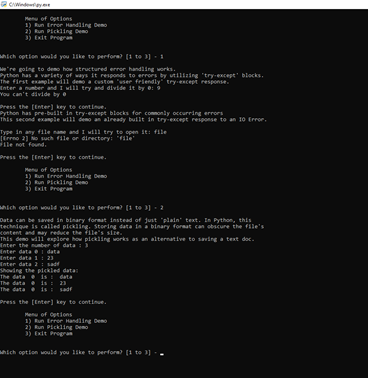 C:\Windows\py.exe
Menu of Options
1) Run Error Handling Demo
2) Run Pickling Demo
3) Exit Program
Which option would you like to perform? [1 to 3] - 1
We're going to demo how structured error handling works.
Python has a variety of ways it responds to errors by utilizing 'try-except' blocks.
The first example will demo a custom 'user friendly' try-except response.
Enter a number and I will try and divide it by 0: 9
You can't divide by 0
Press the [Enter] key to continue.
Python has pre-built in try-except blocks for commonly occurring errors
This second example will demo an already built in try-except response to an IO Error.
Type in any file name and I will try to open it: file
[Errno 2] No such file or directory: 'file'
File not found.
Press the [Enter] key to continue.
Menu of Options
1) Run Error Handling Demo
2) Run Pickling Demo
3) Exit Program
Which option would you like to perform? [1 to 3] - 2
Data can be saved in binary format instead of just 'plain' text. In Python, this
technique is called pickling. Storing data in a binary format can obscure the file's
content and may reduce the file's size.
This demo will explore how pickling works as an alternative to saving a text doc.
Enter the number of data : 3
Enter data 0 : data
Enter data 1 : 23
Enter data 2 : sadf
Showing the pickled data:
The data  0  is :  data
The data  0  is :  23
The data  0  is :  sadf
Press the [Enter] key to continue.
Menu of Options
1) Run Error Handling Demo
2) Run Pickling Demo
3) Exit Program
Which option would you like to perform? [1 to 3] - _